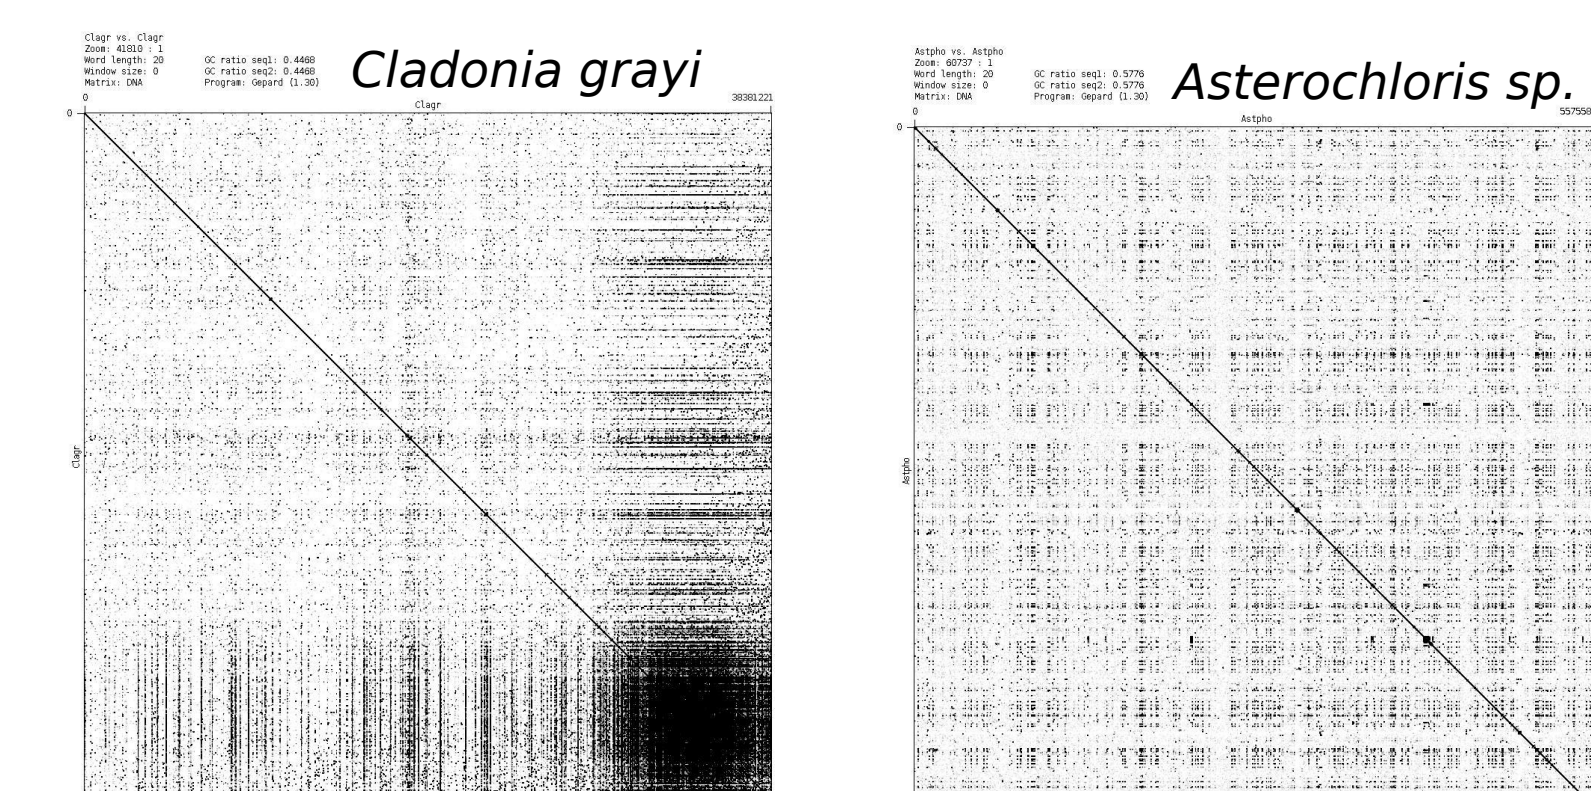 Clagr vs. Clagr
Zoom: 41810 : 1
Word length: 20 GC ratio seq1: 0.4468
Window size: 0 GC ratio seq2: 0.4468
Matrix: DNA Program: Gepard (1.30)
Cladonia grayi
0 38381221
Clagr
0
Clagr
Astpho vs. Astpho
Zoom: 60737 : 1
Word length: 20 GC ratio seq1: 0.5776
Window size: 0 GC ratio seq2: 0.5776
Matrix: DNA Program: Gepard (1.30)
Asterochloris sp.
0 557558
Astpho
0
Astpho